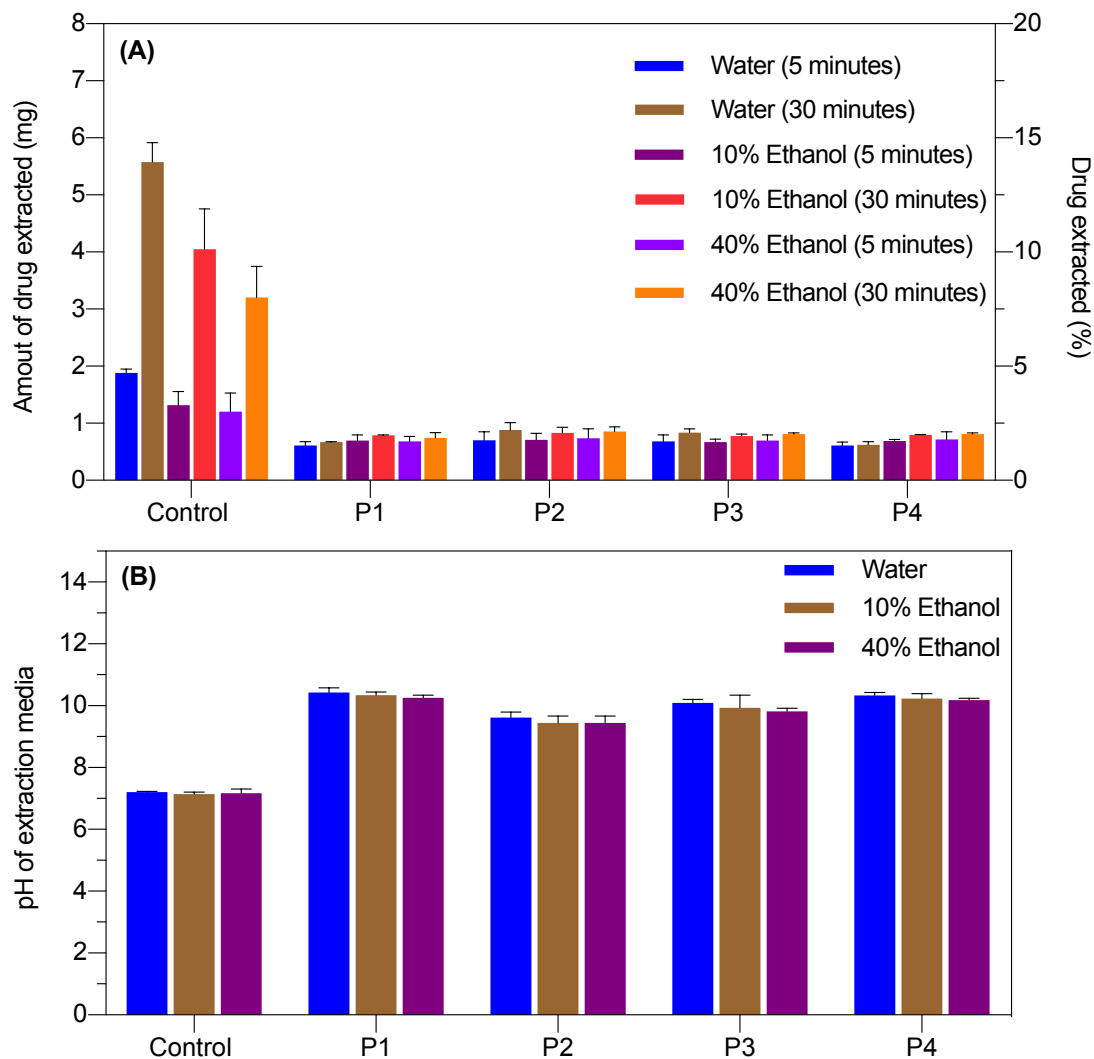 (A)
Amout of drug extracted (mg)
8
7
6
5
4
3
2
1
0
Water (5 minutes)
Water (30 minutes)
10% Ethanol (5 minutes)
10% Ethanol (30 minutes)
40% Ethanol (5 minutes)
40% Ethanol (30 minutes)
20
15
10
5
0
Drug extracted (%)
Control P1 P2 P3 P4
(B)
pH of extraction media
14
12
10
8
6
4
2
0
Water
10% Ethanol
40% Ethanol
Control P1 P2 P3 P4